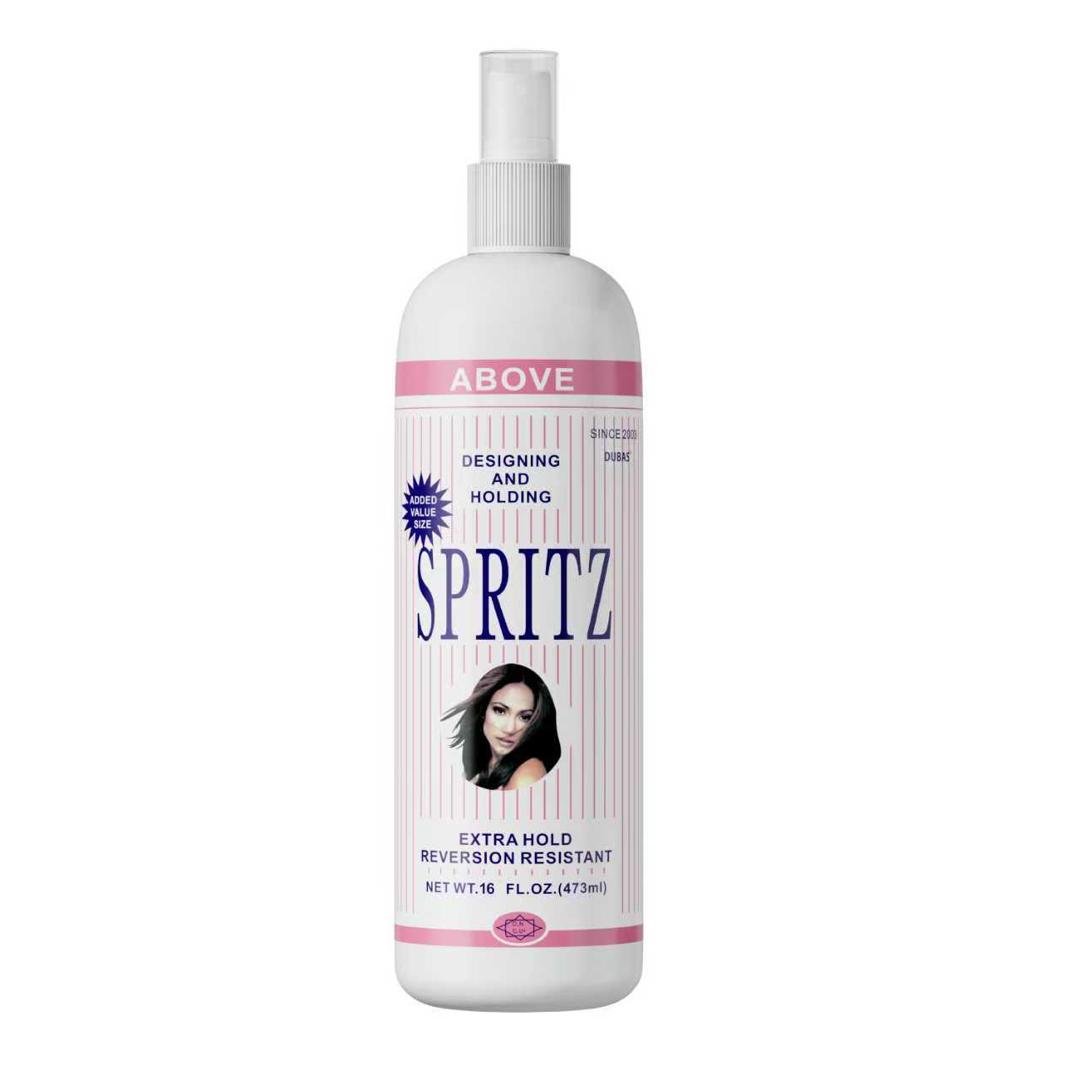 ABOVE
SINCE 2000
DUBAS
DESIGNING
AND
HOLDING
ADDED
VALUE
SIZE
SPRITZ
EXTRA HOLD
REVERSION RESISTANT
NET WT.16 FL.OZ.(473ml)